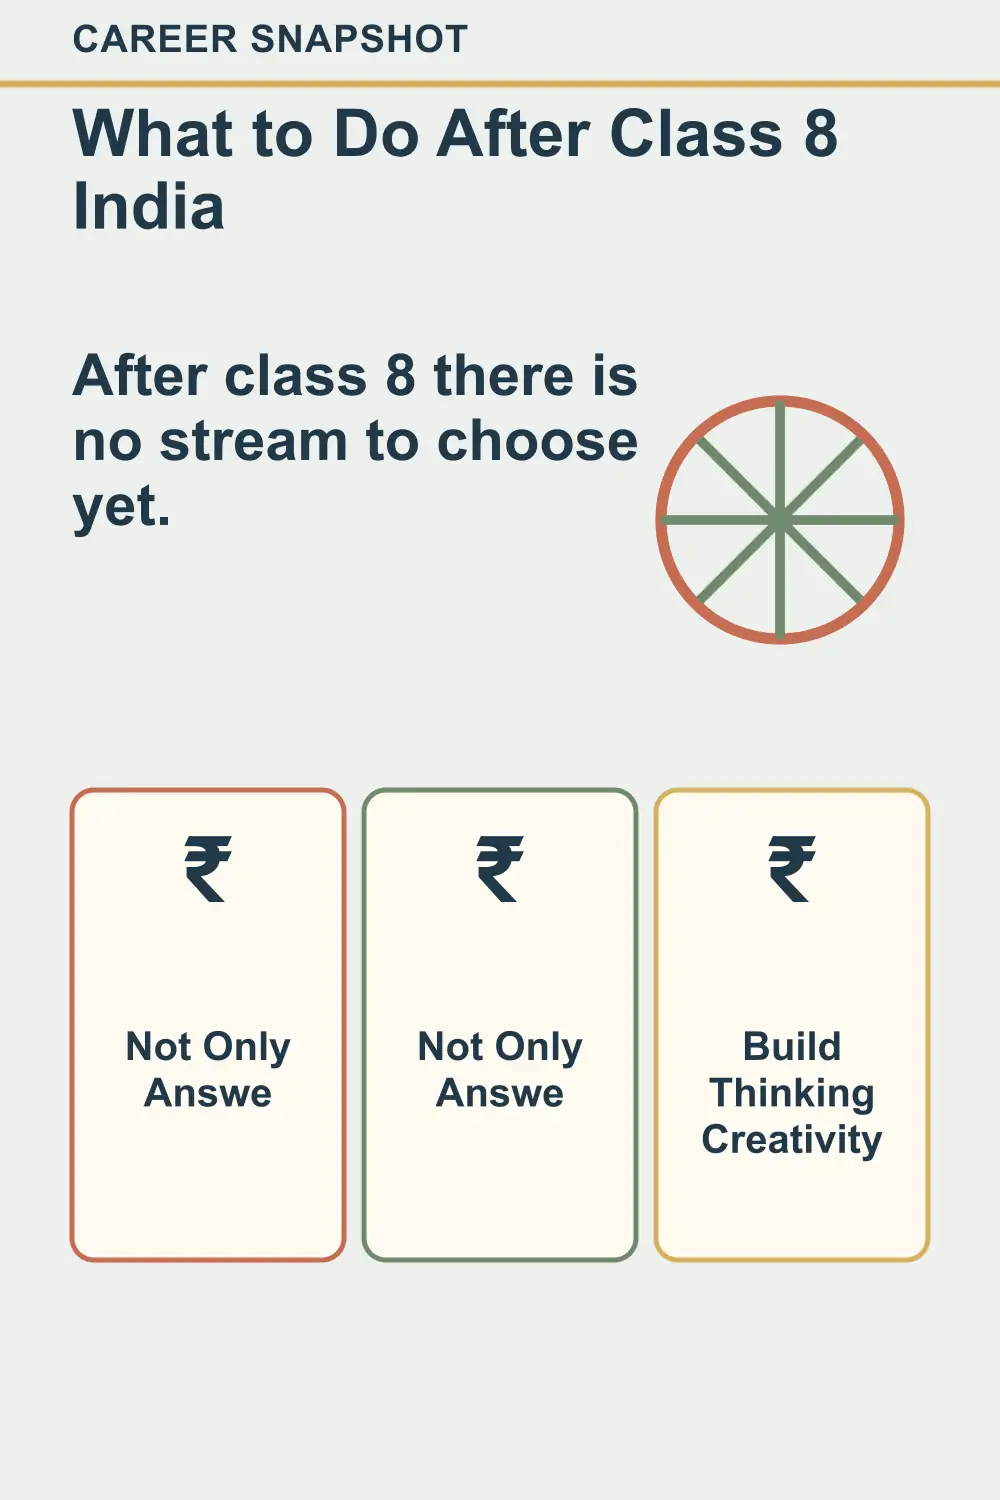 CAREER SNAPSHOT
What to Do After Class 8
India
After class 8 there is
no stream to choose
yet.
₹
₹
₹
Not Only
Answe
Not Only
Answe
Build
Thinking
Creativity